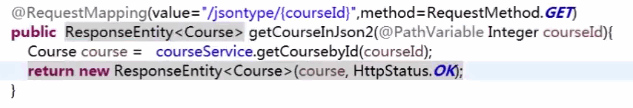 @RequestMapping(value="/jsontype/{courseId}",method=RequestMethod.GET)
public ResponseEntity<Course> getCourseInJson2(@PathVariable Integer courseId){
Course course = courseService.getCoursebyId(courseId);
return new ResponseEntity<Course>(course, HttpStatus.OK);
}